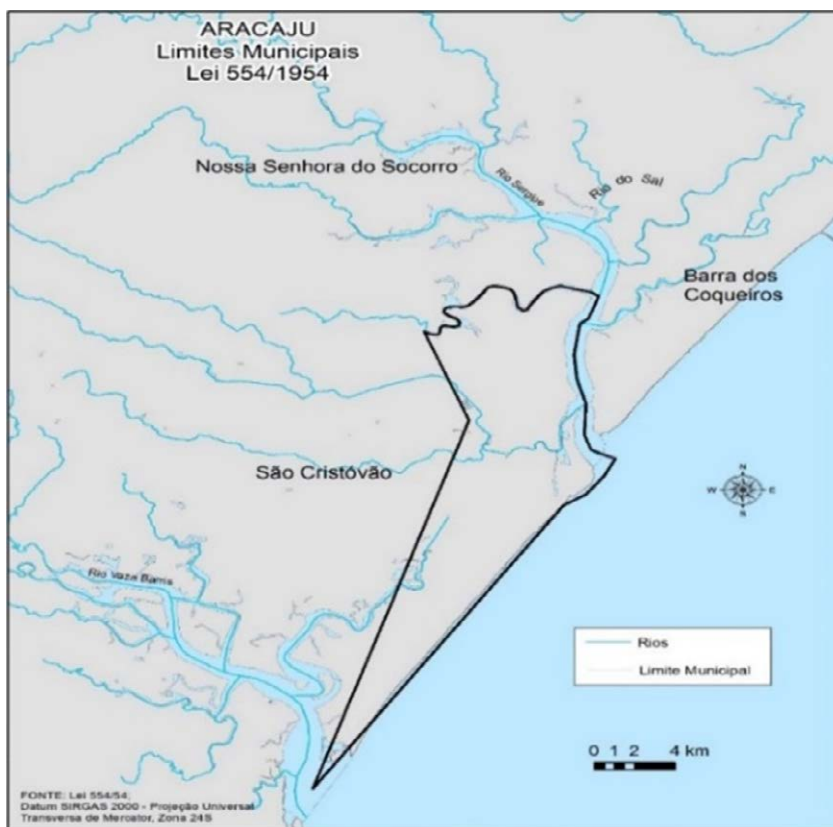 ARACAJU
Limites Municipais
Lei 554/1954
Nossa Senhora do Socorro
Rio Sergipe
Rio do Sal
Barra dos
Coqueiros
São Cristóvão
N
W
E
S
Rio Vaza Barris
Rios
Limite Municipal
0 1 2 4 km
FONTE: Lei 554/54;
Datum SIRGAS 2000 - Projeção Universal
Transversa de Mercator, Zona 24S